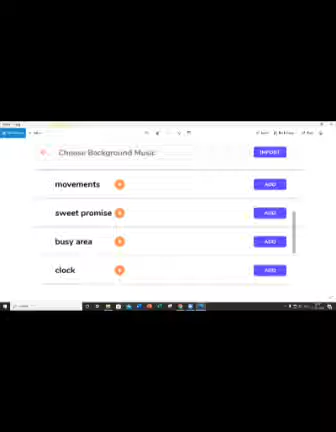 Choose Background Music
IMPORT
movements
ADD
sweet promise
ADD
busy area
ADD
clock
ADD